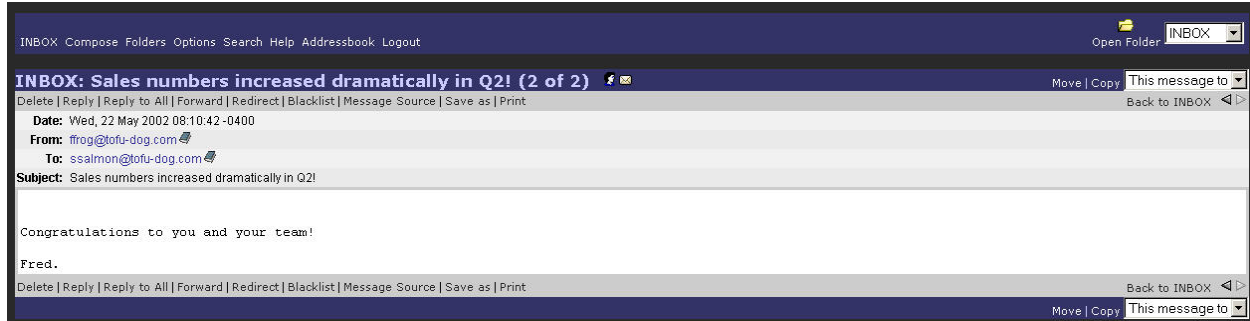 INBOX Compose Folders Options Search Help Addressbook Logout
Open Folder INBOX
INBOX: Sales numbers increased dramatically in Q2! (2 of 2)
Move | Copy This message to
Delete | Reply | Reply to All | Forward | Redirect | Blacklist | Message Source | Save as | Print
Back to INBOX
Date: Wed, 22 May 2002 08:10:42 -0400
From: ffrog@tofu-dog.com
To: ssalmon@tofu-dog.com
Subject: Sales numbers increased dramatically in Q2!
Congratulations to you and your team!
Fred.
Delete | Reply | Reply to All | Forward | Redirect | Blacklist | Message Source | Save as | Print
Back to INBOX
Move | Copy This message to